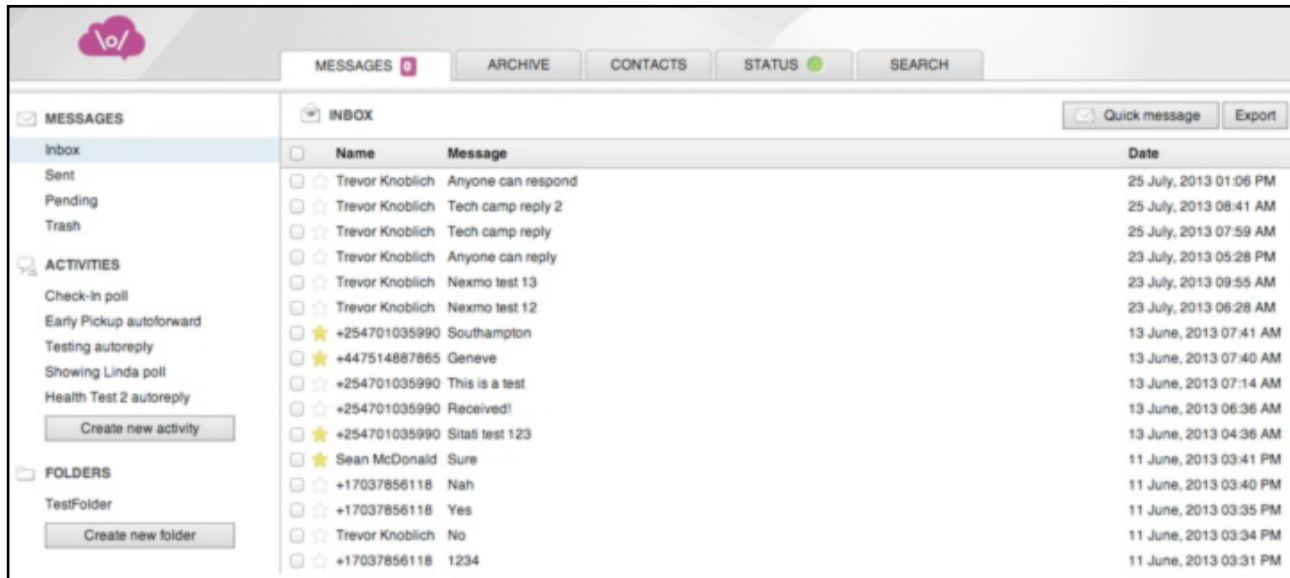 \o/
MESSAGES 0 ARCHIVE CONTACTS STATUS SEARCH
MESSAGES
Inbox
Sent
Pending
Trash
ACTIVITIES
Check-In poll
Early Pickup autoforward
Testing autoreply
Showing Linda poll
Health Test 2 autoreply
Create new activity
FOLDERS
TestFolder
Create new folder
INBOX Quick message Export
Name Message Date
Trevor Knoblich Anyone can respond 25 July, 2013 01:06 PM
Trevor Knoblich Tech camp reply 2 25 July, 2013 08:41 AM
Trevor Knoblich Tech camp reply 25 July, 2013 07:59 AM
Trevor Knoblich Anyone can reply 23 July, 2013 05:28 PM
Trevor Knoblich Nexmo test 13 23 July, 2013 09:55 AM
Trevor Knoblich Nexmo test 12 23 July, 2013 06:28 AM
+254701035990 Southampton 13 June, 2013 07:41 AM
+447514887865 Geneve 13 June, 2013 07:40 AM
+254701035990 This is a test 13 June, 2013 07:14 AM
+254701035990 Received! 13 June, 2013 06:36 AM
+254701035990 Sitati test 123 13 June, 2013 04:36 AM
Sean McDonald Sure 11 June, 2013 03:41 PM
+17037856118 Nah 11 June, 2013 03:40 PM
+17037856118 Yes 11 June, 2013 03:35 PM
Trevor Knoblich No 11 June, 2013 03:34 PM
+17037856118 1234 11 June, 2013 03:31 PM